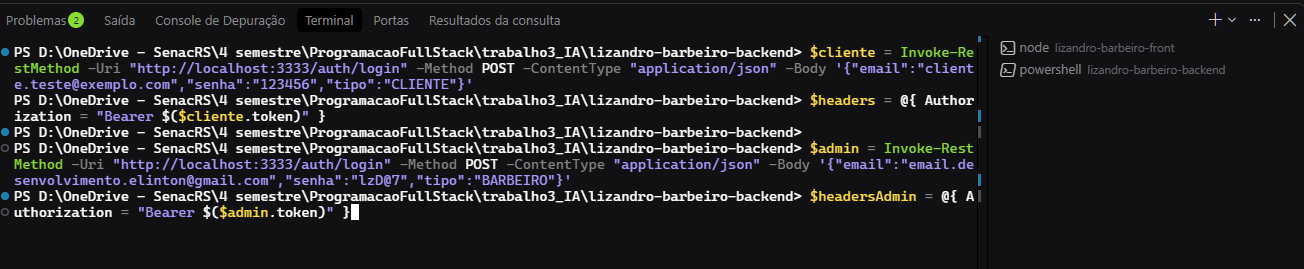 Problemas 2 Saída Console de Depuração Terminal Portas Resultados da consulta
PS D:\OneDrive - SenacRS\4 semestre\ProgramacaoFullStack\trabalho3_IA\lizandro-barbeiro-backend> $cliente = Invoke-Re
stMethod -Uri "http://localhost:3333/auth/login" -Method POST -ContentType "application/json" -Body '{"email":"client
e.teste@exemplo.com","senha":"123456","tipo":"CLIENTE"}'
PS D:\OneDrive - SenacRS\4 semestre\ProgramacaoFullStack\trabalho3_IA\lizandro-barbeiro-backend> $headers = @{ Author
ization = "Bearer $($cliente.token)" }
PS D:\OneDrive - SenacRS\4 semestre\ProgramacaoFullStack\trabalho3_IA\lizandro-barbeiro-backend>
PS D:\OneDrive - SenacRS\4 semestre\ProgramacaoFullStack\trabalho3_IA\lizandro-barbeiro-backend> $admin = Invoke-Rest
Method -Uri "http://localhost:3333/auth/login" -Method POST -ContentType "application/json" -Body '{"email":"email.de
senvolvimento.elinton@gmail.com","senha":"lzD@7","tipo":"BARBEIRO"}'
PS D:\OneDrive - SenacRS\4 semestre\ProgramacaoFullStack\trabalho3_IA\lizandro-barbeiro-backend> $headersAdmin = @{ A
uthorization = "Bearer $($admin.token)" }
node lizandro-barbeiro-front
powershell lizandro-barbeiro-backend